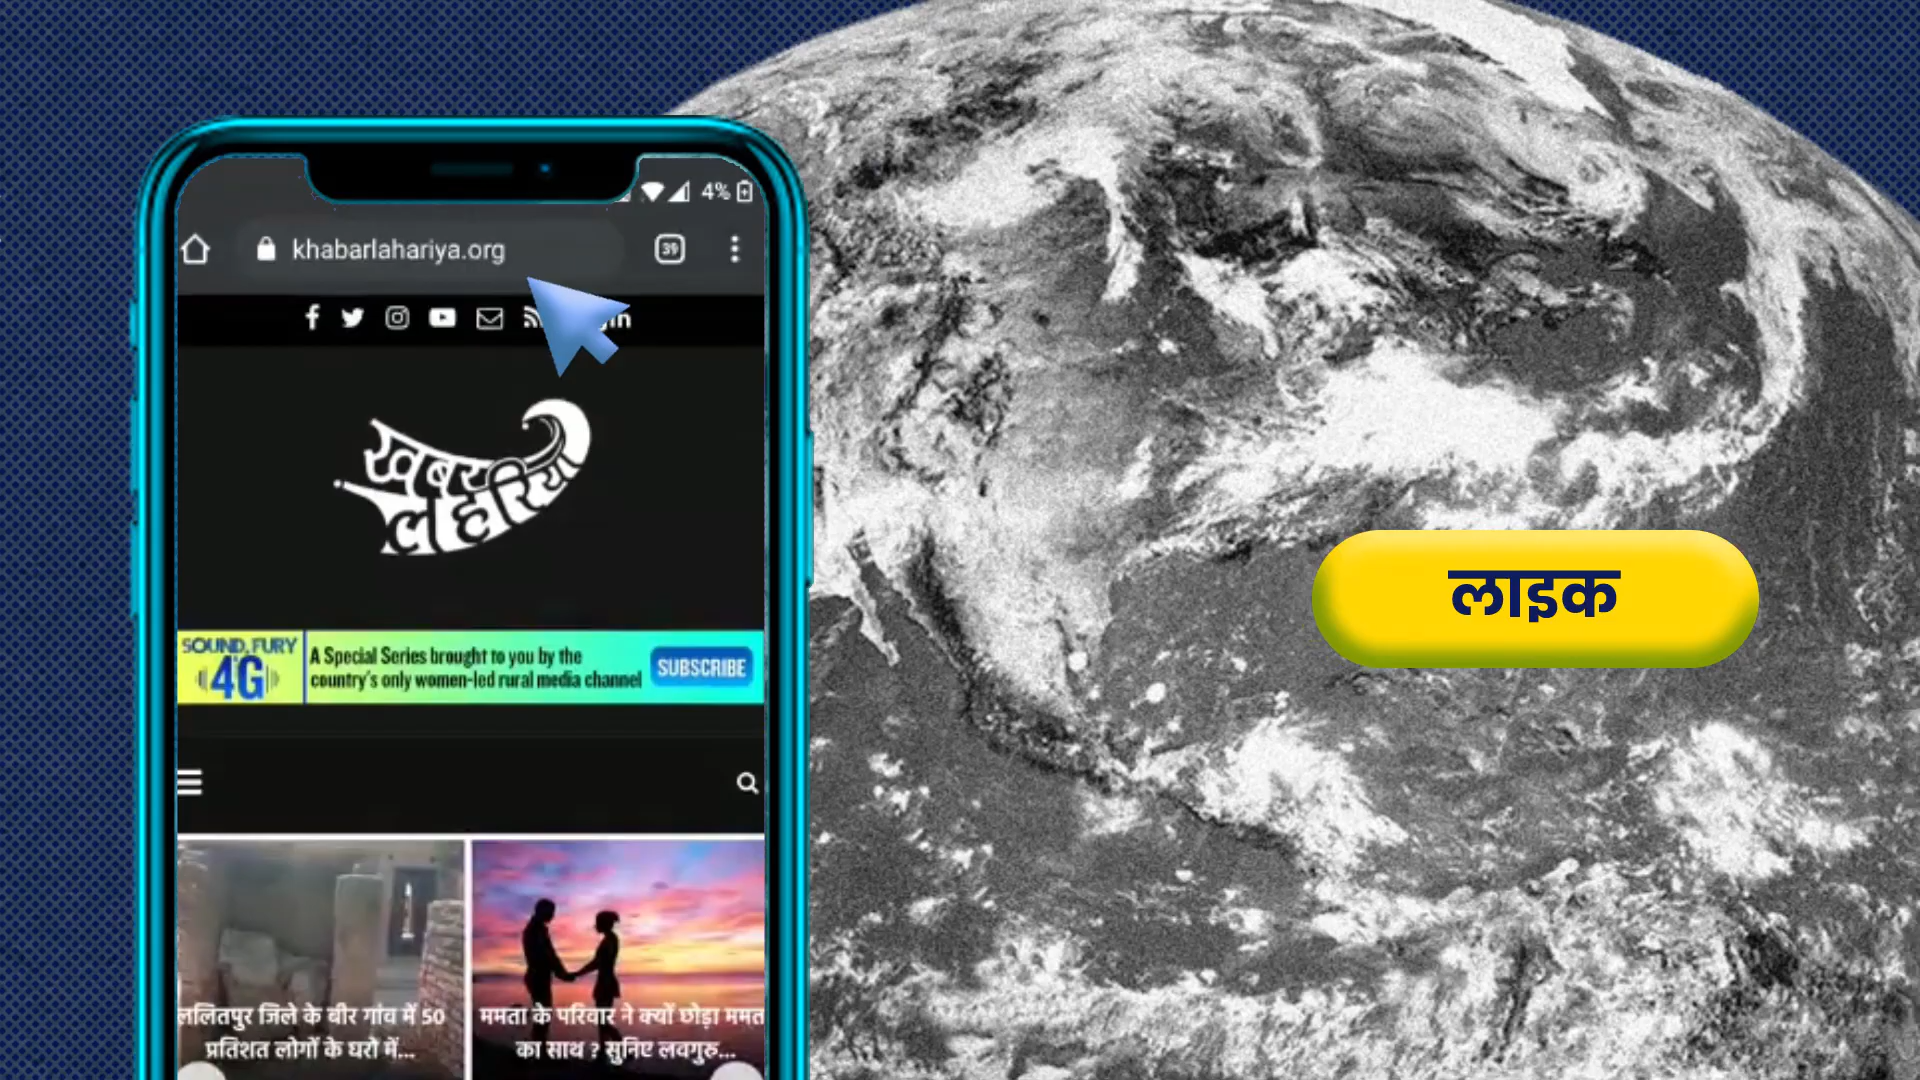 4%
khabarlahariya.org
39
खबर
लहरिया
SOUND, FURY
4G
A Special Series brought to you by the
country's only women-led rural media channel
SUBSCRIBE
लाइक
ललितपुर जिले के बीर गांव में 50
प्रतिशत लोगों के घरो में...
ममता के परिवार ने क्यों छोड़ा ममत
का साथ ? सुनिए लवगुरु...